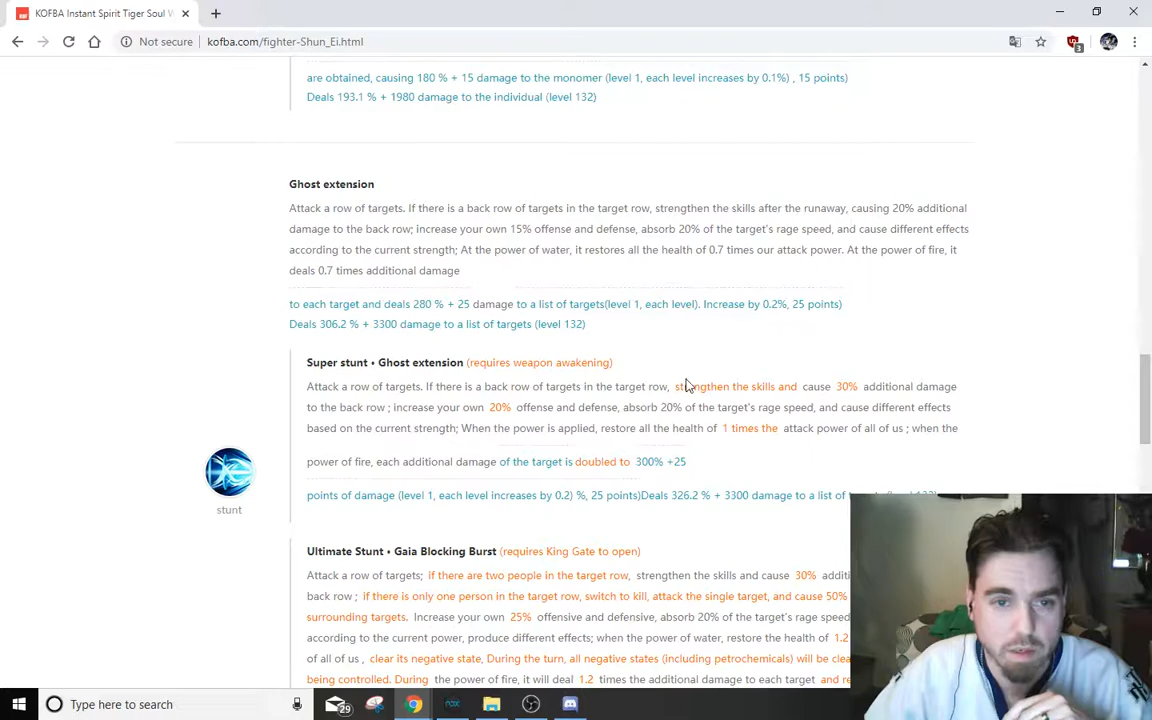 KOFBA Instant Spirit Tiger Soul W
Not secure
kofba.com/fighter-Shun_Ei.html
3
are obtained, causing 180 % + 15 damage to the monomer (level 1, each level increases by 0.1%) , 15 points)
Deals 193.1 % + 1980 damage to the individual (level 132)
Ghost extension
Attack a row of targets. If there is a back row of targets in the target row, strengthen the skills after the runaway, causing 20% additional
damage to the back row; increase your own 15% offense and defense, absorb 20% of the target's rage speed, and cause different effects
according to the current strength; At the power of water, it restores all the health of 0.7 times our attack power. At the power of fire, it
deals 0.7 times additional damage
to each target and deals 280 % + 25 damage to a list of targets(level 1, each level). Increase by 0.2%, 25 points)
Deals 306.2 % + 3300 damage to a list of targets (level 132)
Super stunt • Ghost extension (requires weapon awakening)
Attack a row of targets. If there is a back row of targets in the target row, strengthen the skills and cause 30% additional damage
to the back row ; increase your own 20% offense and defense, absorb 20% of the target's rage speed, and cause different effects
based on the current strength; When the power is applied, restore all the health of 1 times the attack power of all of us ; when the
power of fire, each additional damage of the target is doubled to 300% +25
stunt
points of damage (level 1, each level increases by 0.2) %, 25 points)Deals 326.2 % + 3300 damage to a list of
Ultimate Stunt • Gaia Blocking Burst (requires King Gate to open)
Attack a row of targets; if there are two people in the target row, strengthen the skills and cause 30%
back row ; if there is only one person in the target row, switch to kill, attack the single target, and cause 50%
surrounding targets. Increase your own 25% offensive and defensive, absorb 20% of the target's rage speed, and
according to the current power, produce different effects; when the power of water, restore the health of 1.2
of all of us , clear its negative state, During the turn, all negative states (including petrochemicals) will be
being controlled. During the power of fire, it will deal 1.2 times the additional damage to each target and
Type here to search
29
nox